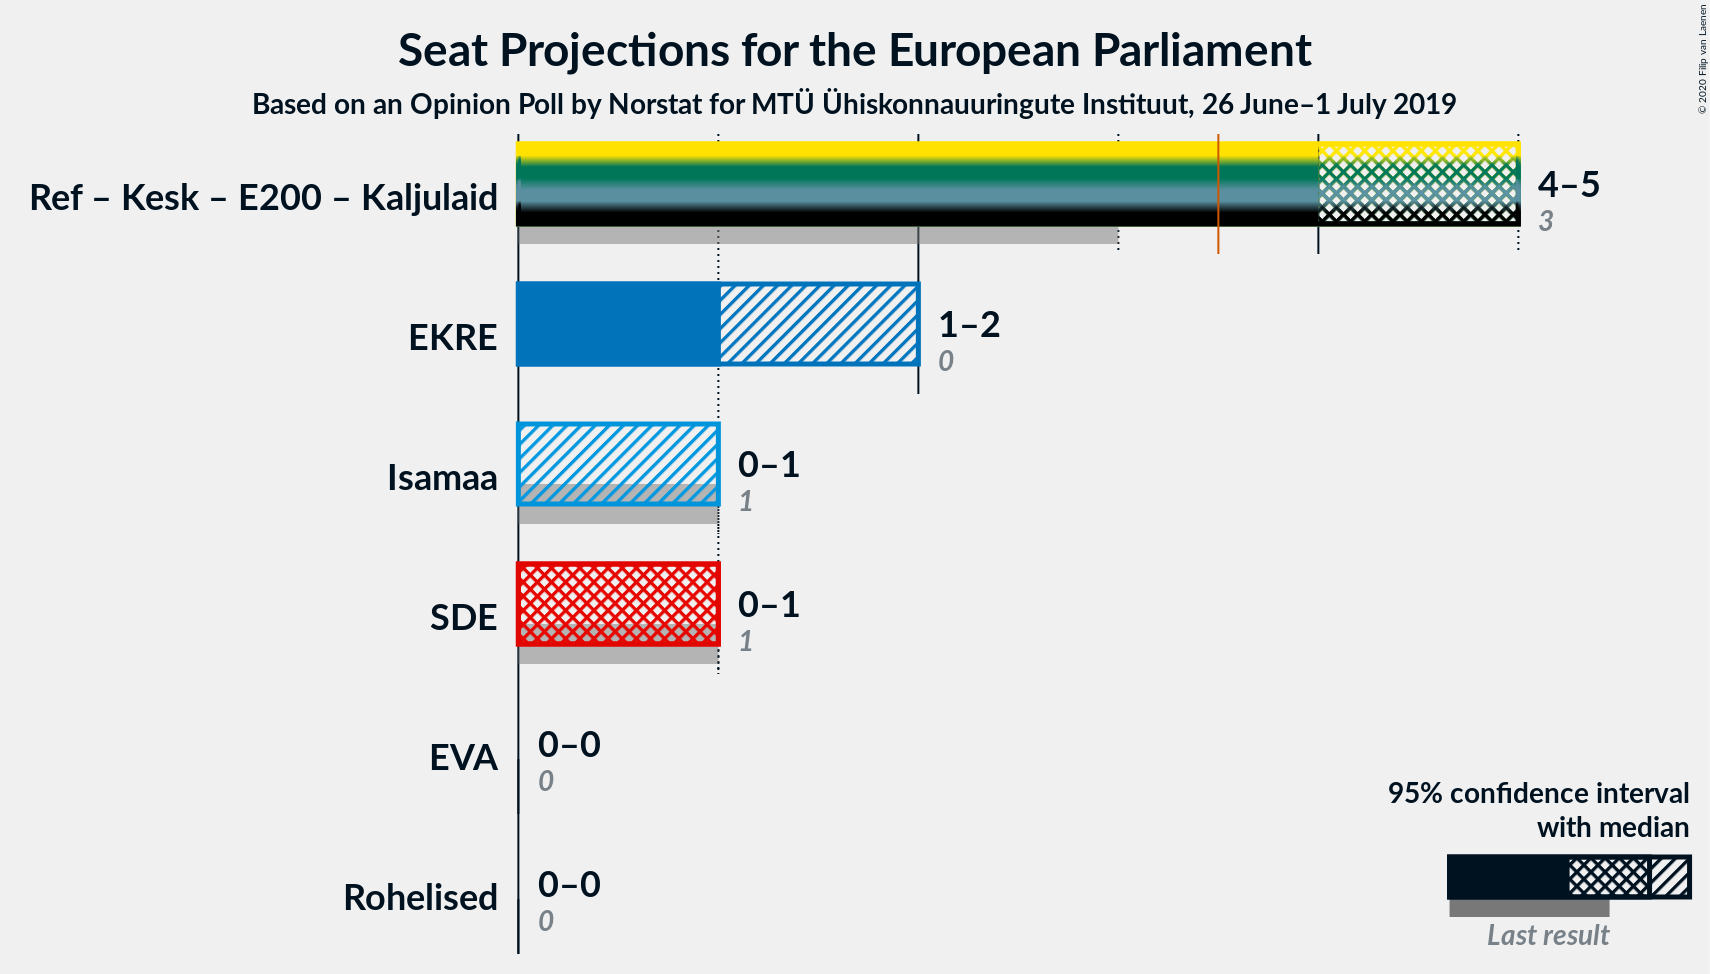 Seat Projections for the European Parliament
Based on an Opinion Poll by Norstat for MTÜ Ühiskonnauuringute Instituut, 26 June–1 July 2019
© 2020 Filip van Laenen
Ref – Kesk – E200 – Kaljulaid
4–5
3
EKRE
1–2
0
Isamaa
0–1
1
SDE
0–1
1
EVA
0–0
0
Rohelised
0–0
0
95% confidence interval
with median
Last result